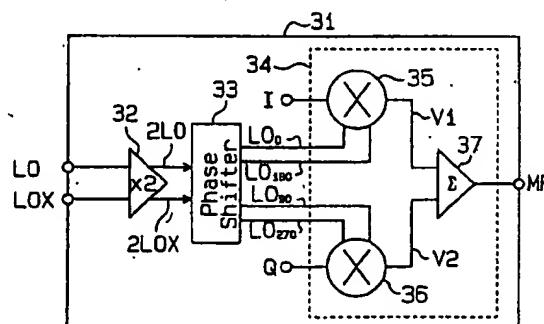 31
34
35
33
I
V1
32
2LO
LO₀
37
LO
x2
LO₁₈₀
Phase Shifter
Σ
LO₉₀
LOX
2LOX
LO₂₇₀
V2
Q
36